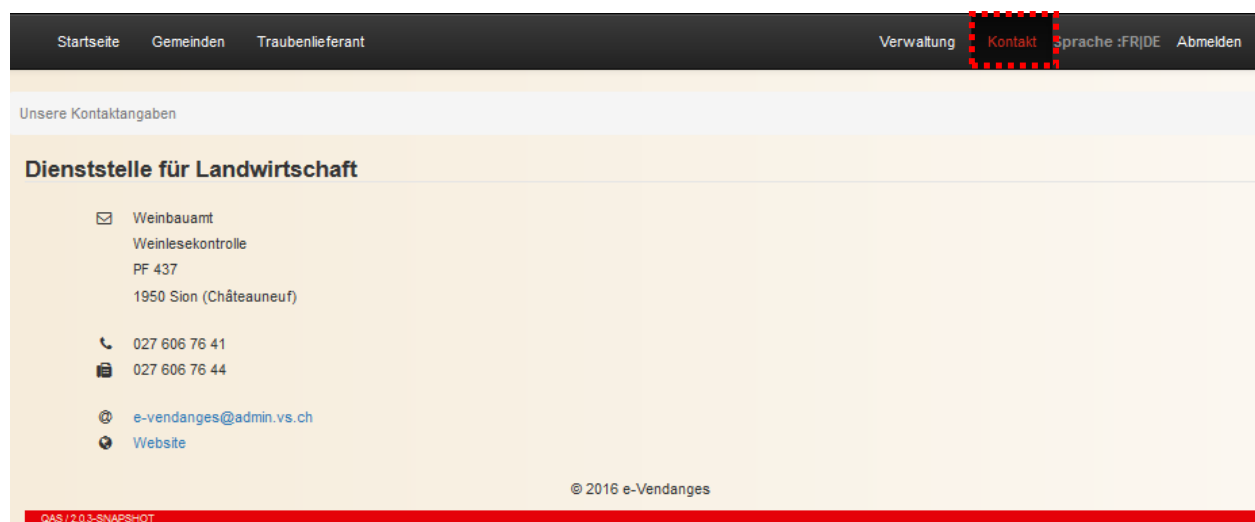 Startseite Gemeinden Traubenlieferant Verwaltung Kontakt Sprache :FR|DE Abmelden
Unsere Kontaktangaben
Dienststelle für Landwirtschaft
Weinbauamt
Weinlesekontrolle
PF 437
1950 Sion (Châteauneuf)
027 606 76 41
027 606 76 44
@ e-vendanges@admin.vs.ch
Website
© 2016 e-Vendanges
QAS / 2.0.3-SNAPSHOT